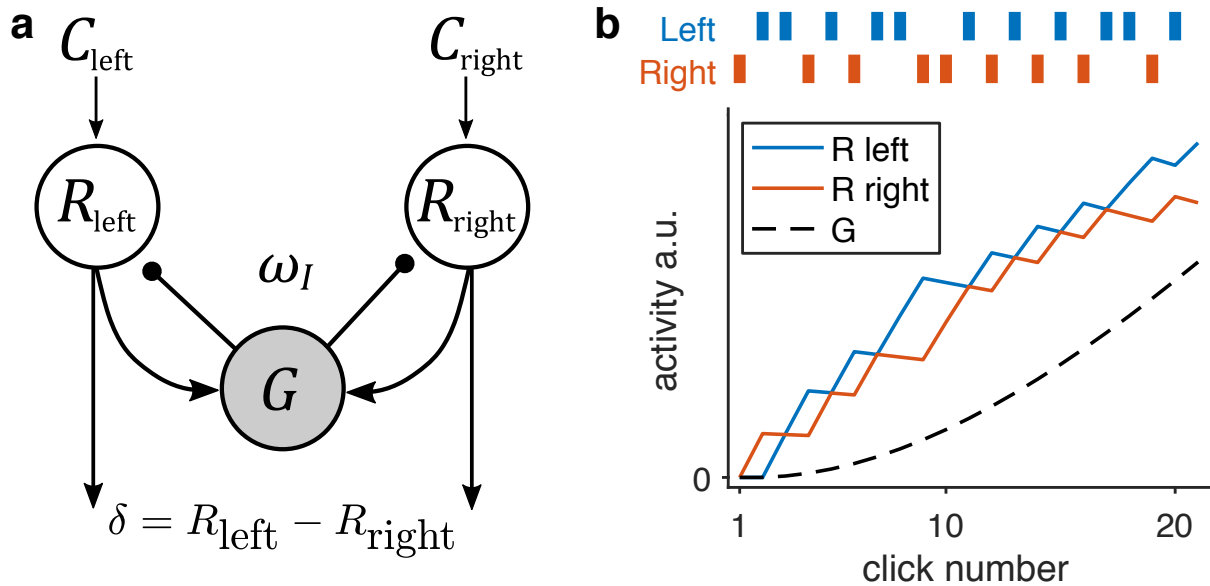 a
C_left
C_right
R_left
R_right
ω_I
G
δ = R_left − R_right
b
Left
Right
R left
R right
G
activity a.u.
0
1
10
20
click number